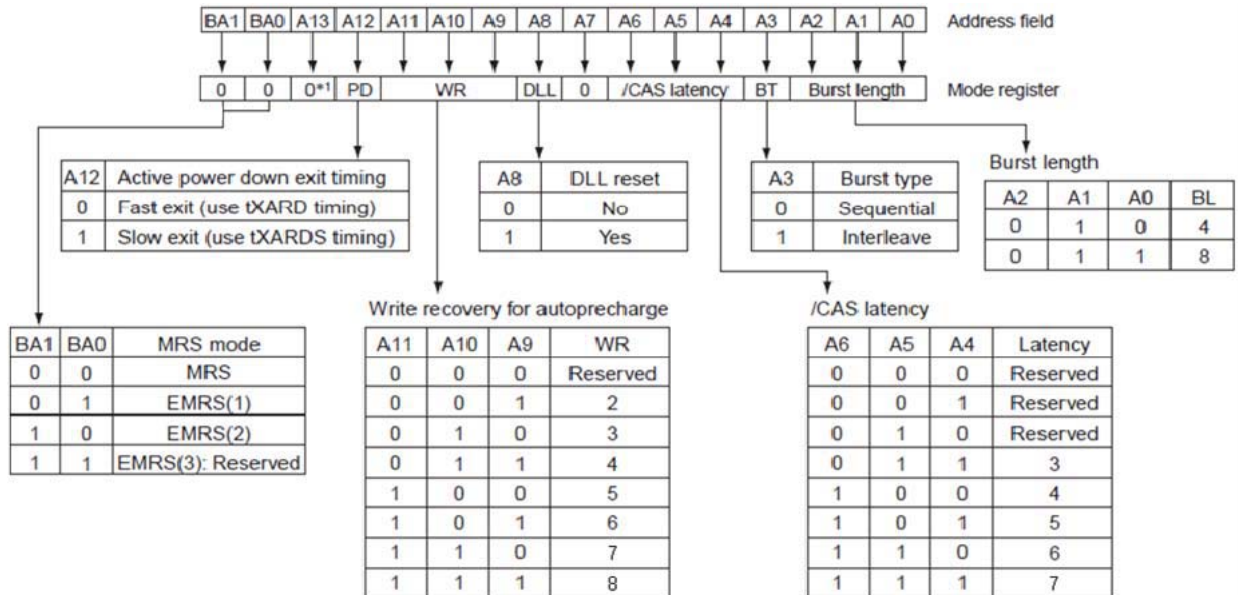 BA1 BA0 A13 A12 A11 A10 A9 A8 A7 A6 A5 A4 A3 A2 A1 A0 Address field
0 0 0*1 PD WR DLL 0 /CAS latency BT Burst length Mode register
A12 Active power down exit timing
0 Fast exit (use tXARD timing)
1 Slow exit (use tXARDS timing)
A8 DLL reset
0 No
1 Yes
A3 Burst type
0 Sequential
1 Interleave
Burst length
A2 A1 A0 BL
0 1 0 4
0 1 1 8
BA1 BA0 MRS mode
0 0 MRS
0 1 EMRS(1)
1 0 EMRS(2)
1 1 EMRS(3): Reserved
Write recovery for autoprecharge
A11 A10 A9 WR
0 0 0 Reserved
0 0 1 2
0 1 0 3
0 1 1 4
1 0 0 5
1 0 1 6
1 1 0 7
1 1 1 8
/CAS latency
A6 A5 A4 Latency
0 0 0 Reserved
0 0 1 Reserved
0 1 0 Reserved
0 1 1 3
1 0 0 4
1 0 1 5
1 1 0 6
1 1 1 7